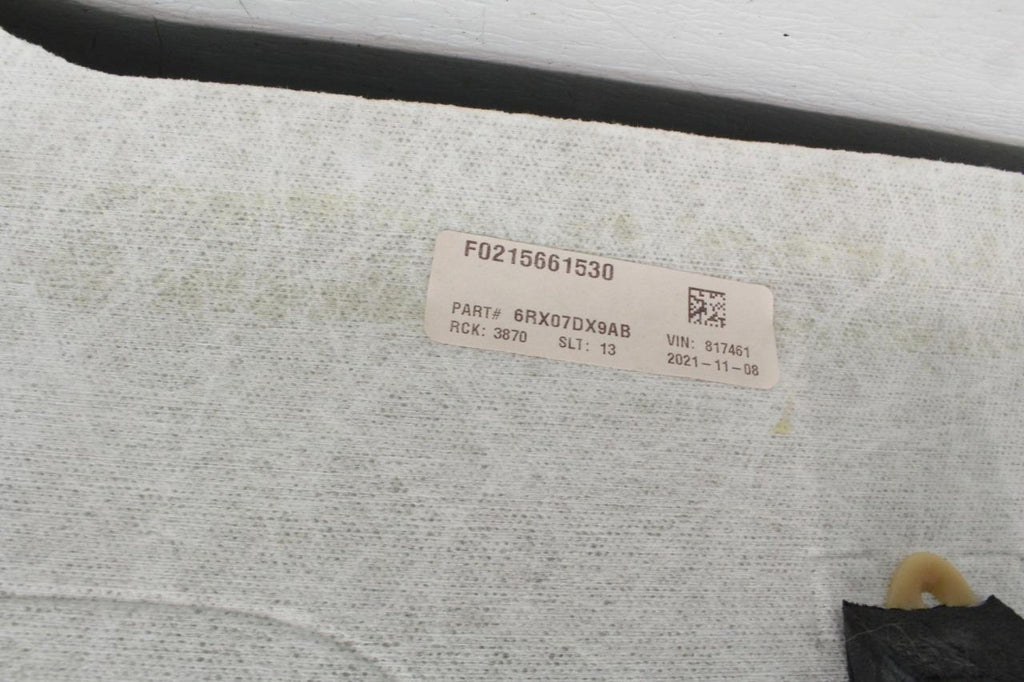 F0215661530
PART# 6RX07DX9AB
RCK: 3870 SLT: 13
VIN: 817461
2021-11-08